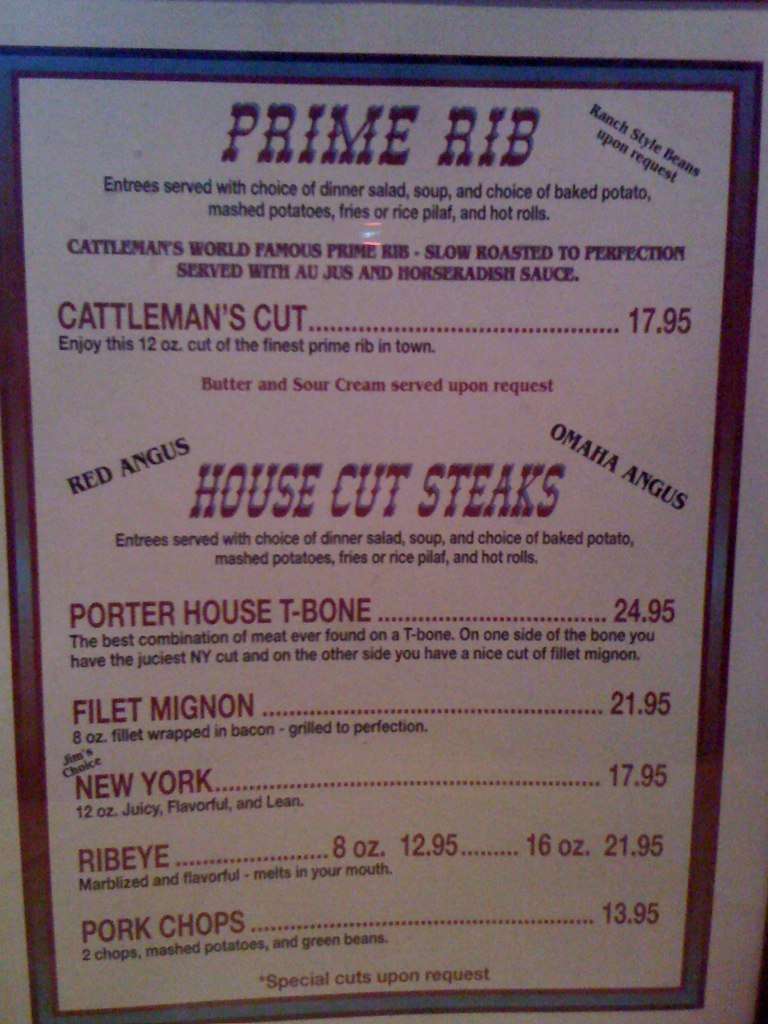 PRIME RIB
Ranch Style Beans
upon request
Entrees served with choice of dinner salad, soup, and choice of baked potato,
mashed potatoes, fries or rice pilaf, and hot rolls.
CATTLEMAN'S WORLD FAMOUS PRIME RIB - SLOW ROASTED TO PERFECTION
SERVED WITH AU JUS AND HORSERADISH SAUCE.
CATTLEMAN'S CUT............................................ 17.95
Enjoy this 12 oz. cut of the finest prime rib in town.
Butter and Sour Cream served upon request
RED ANGUS
OMAHA ANGUS
HOUSE CUT STEAKS
Entrees served with choice of dinner salad, soup, and choice of baked potato,
mashed potatoes, fries or rice pilaf, and hot rolls.
PORTER HOUSE T-BONE ................................ 24.95
The best combination of meat ever found on a T-bone. On one side of the bone you
have the juciest NY cut and on the other side you have a nice cut of fillet mignon.
FILET MIGNON ................................................ 21.95
8 oz. fillet wrapped in bacon - grilled to perfection.
Jim's
Choice
NEW YORK...................................................... 17.95
12 oz. Juicy, Flavorful, and Lean.
RIBEYE ...................... 8 oz. 12.95......... 16 oz. 21.95
Marblized and flavorful - melts in your mouth.
PORK CHOPS ................................................. 13.95
2 chops, mashed potatoes, and green beans.
*Special cuts upon request